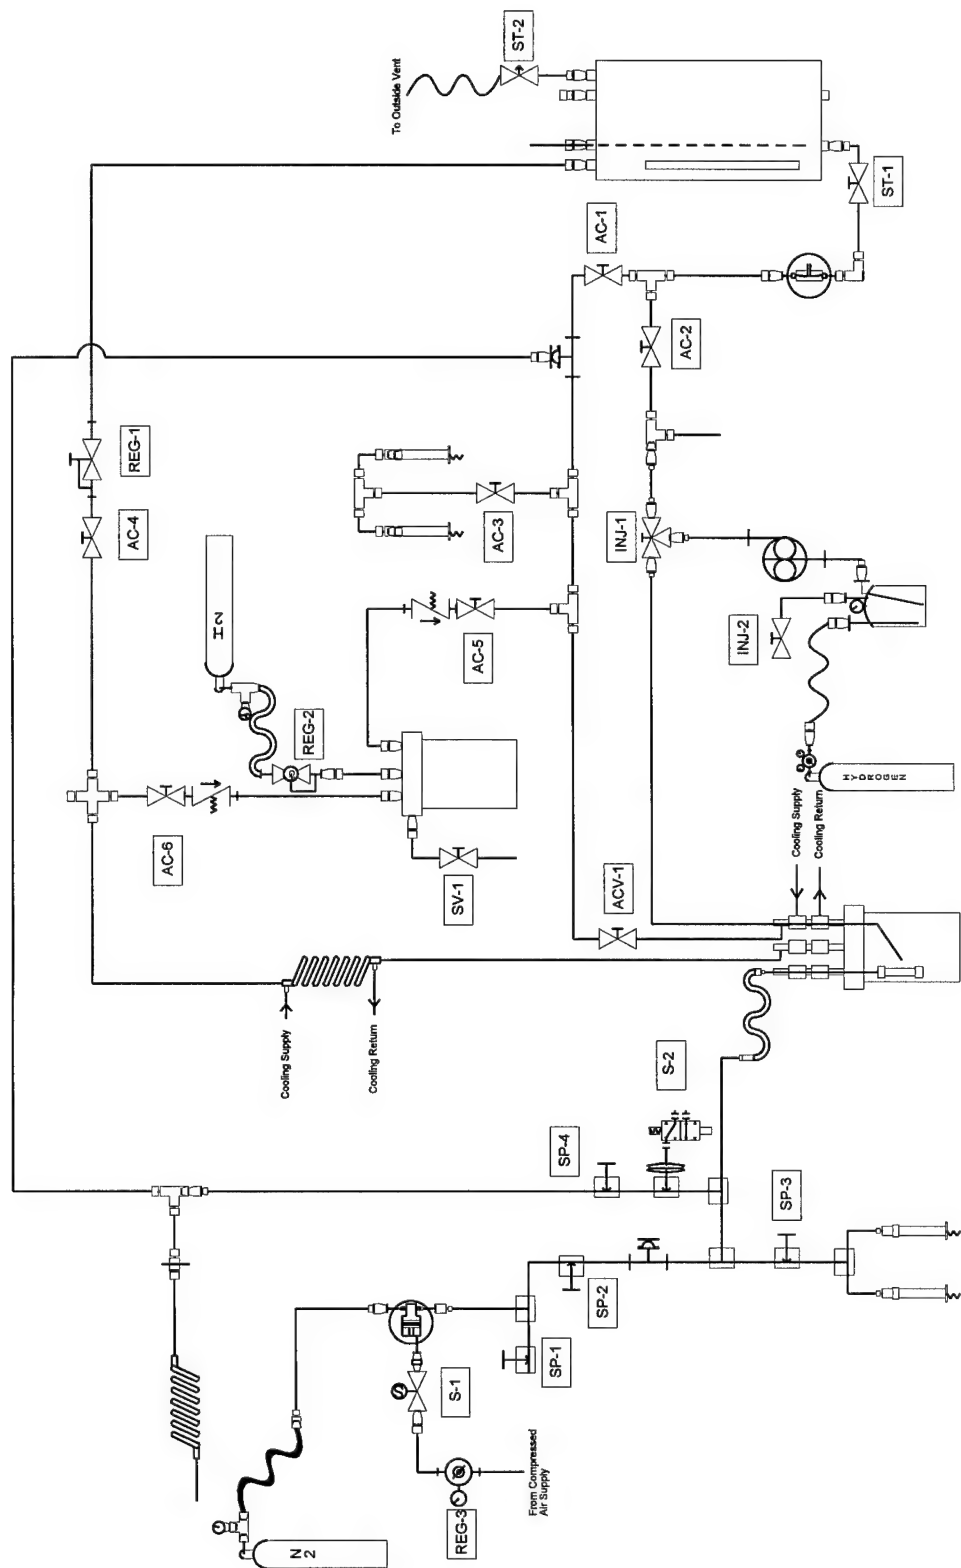 ST-2
To Outside Vent
ST-1
AC-1
AC-2
REG-1
AC-4
AC-3
INJ-1
H2
AC-5
INJ-2
REG-2
HYDROGEN
Cooling Supply
Cooling Return
AC-6
SV-1
ACV-1
Cooling Supply
Cooling Return
S-2
SP-4
SP-3
SP-2
SP-1
S-1
From Compressed
Air Supply
REG-3
N2